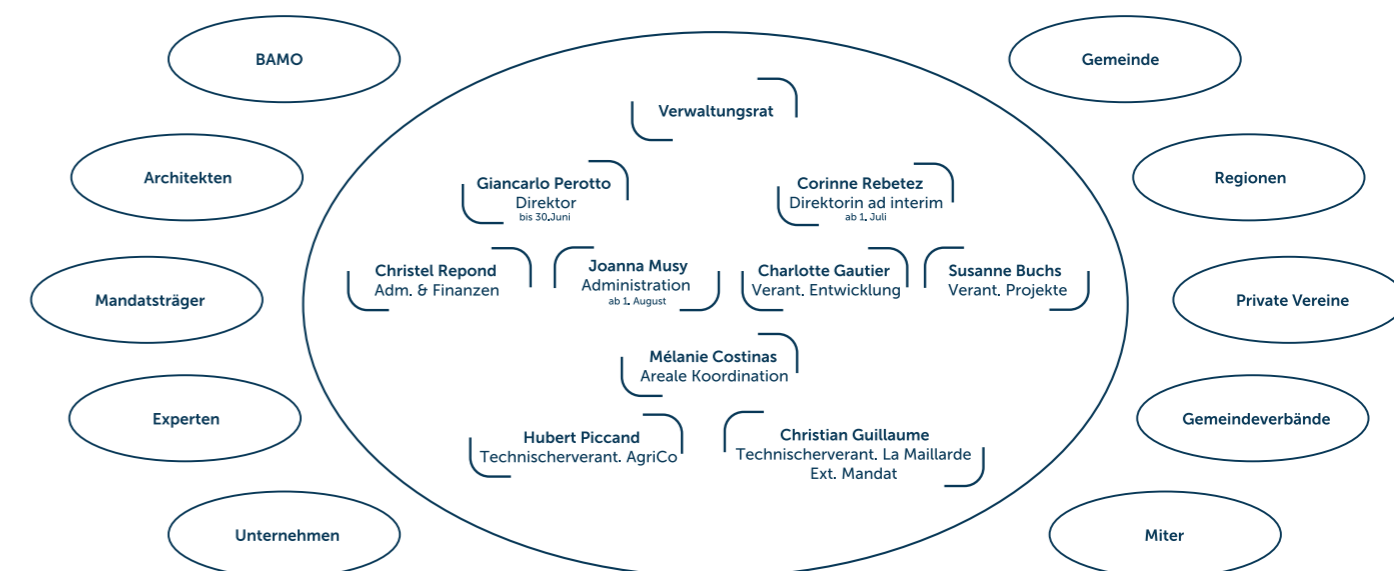 BAMO
Gemeinde
Verwaltungsrat
Architekten
Regionen
Giancarlo Perotto
Direktor
bis 30.Juni
Corinne Rebetez
Direktorin ad interim
ab 1. Juli
Mandatsträger
Private Vereine
Christel Repond
Adm. & Finanzen
Joanna Musy
Administration
ab 1. August
Charlotte Gautier
Verant. Entwicklung
Susanne Buchs
Verant. Projekte
Mélanie Costinas
Areale Koordination
Experten
Gemeindeverbände
Hubert Piccand
Technischerverant. AgriCo
Christian Guillaume
Technischerverant. La Maillarde
Ext. Mandat
Unternehmen
Miter